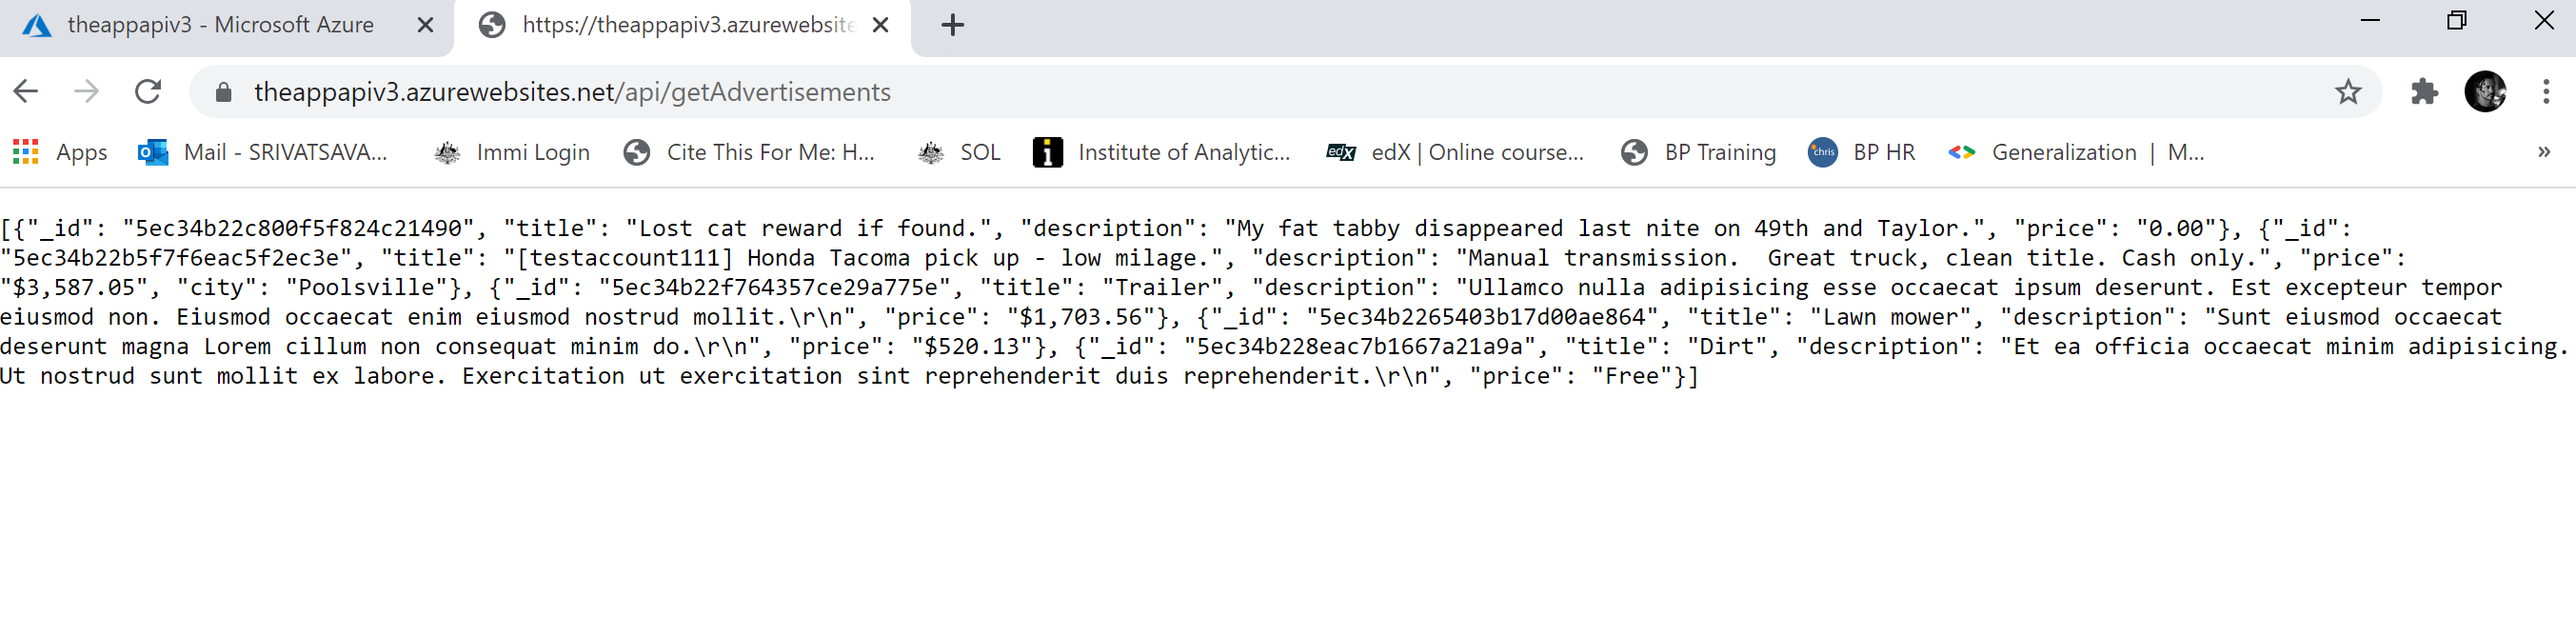 theappapiv3 - Microsoft Azure
https://theappapiv3.azurewebsite
theappapiv3.azurewebsites.net/api/getAdvertisements
Apps Mail - SRIVATSAVA... Immi Login Cite This For Me: H... SOL Institute of Analytic... edX | Online course... chris BP Training BP HR Generalization | M... »
[{"_id": "5ec34b22c800f5f824c21490", "title": "Lost cat reward if found.", "description": "My fat tabby disappeared last nite on 49th and Taylor.", "price": "0.00"}, {"_id":
"5ec34b22b5f7f6eac5f2ec3e", "title": "[testaccount111] Honda Tacoma pick up - low milage.", "description": "Manual transmission.  Great truck, clean title. Cash only.", "price":
"$3,587.05", "city": "Poolsville"}, {"_id": "5ec34b22f764357ce29a775e", "title": "Trailer", "description": "Ullamco nulla adipisicing esse occaecat ipsum deserunt. Est excepteur tempor
eiusmod non. Eiusmod occaecat enim eiusmod nostrud mollit.\r\n", "price": "$1,703.56"}, {"_id": "5ec34b2265403b17d00ae864", "title": "Lawn mower", "description": "Sunt eiusmod occaecat
deserunt magna Lorem cillum non consequat minim do.\r\n", "price": "$520.13"}, {"_id": "5ec34b228eac7b1667a21a9a", "title": "Dirt", "description": "Et ea officia occaecat minim adipisicing.
Ut nostrud sunt mollit ex labore. Exercitation ut exercitation sint reprehenderit duis reprehenderit.\r\n", "price": "Free"}]